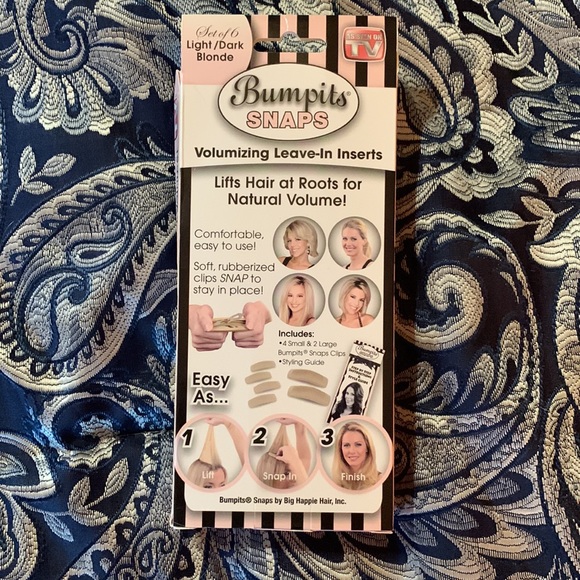 Set of 6
Light/Dark
Blonde
AS SEEN ON
TV
Bumpits®
SNAPS
Volumizing Leave-In Inserts
Lifts Hair at Roots for
Natural Volume!
Comfortable,
easy to use!
Soft, rubberized
clips SNAP to
stay in place!
Includes:
•4 Small & 2 Large
Bumpits® Snaps Clips
•Styling Guide
Easy
As...
1
Lift
2
Snap In
3
Finish
Bumpits® Snaps by Big Happie Hair, Inc.